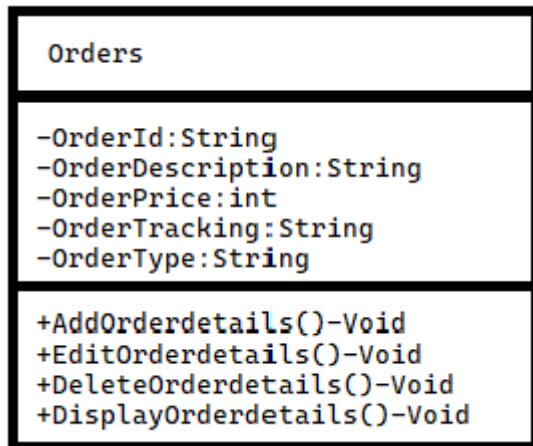 Orders
-OrderId:String
-OrderDescription:String
-OrderPrice:int
-OrderTracking:String
-OrderType:String
+AddOrderdetails()-Void
+EditOrderdetails()-Void
+DeleteOrderdetails()-Void
+DisplayOrderdetails()-Void